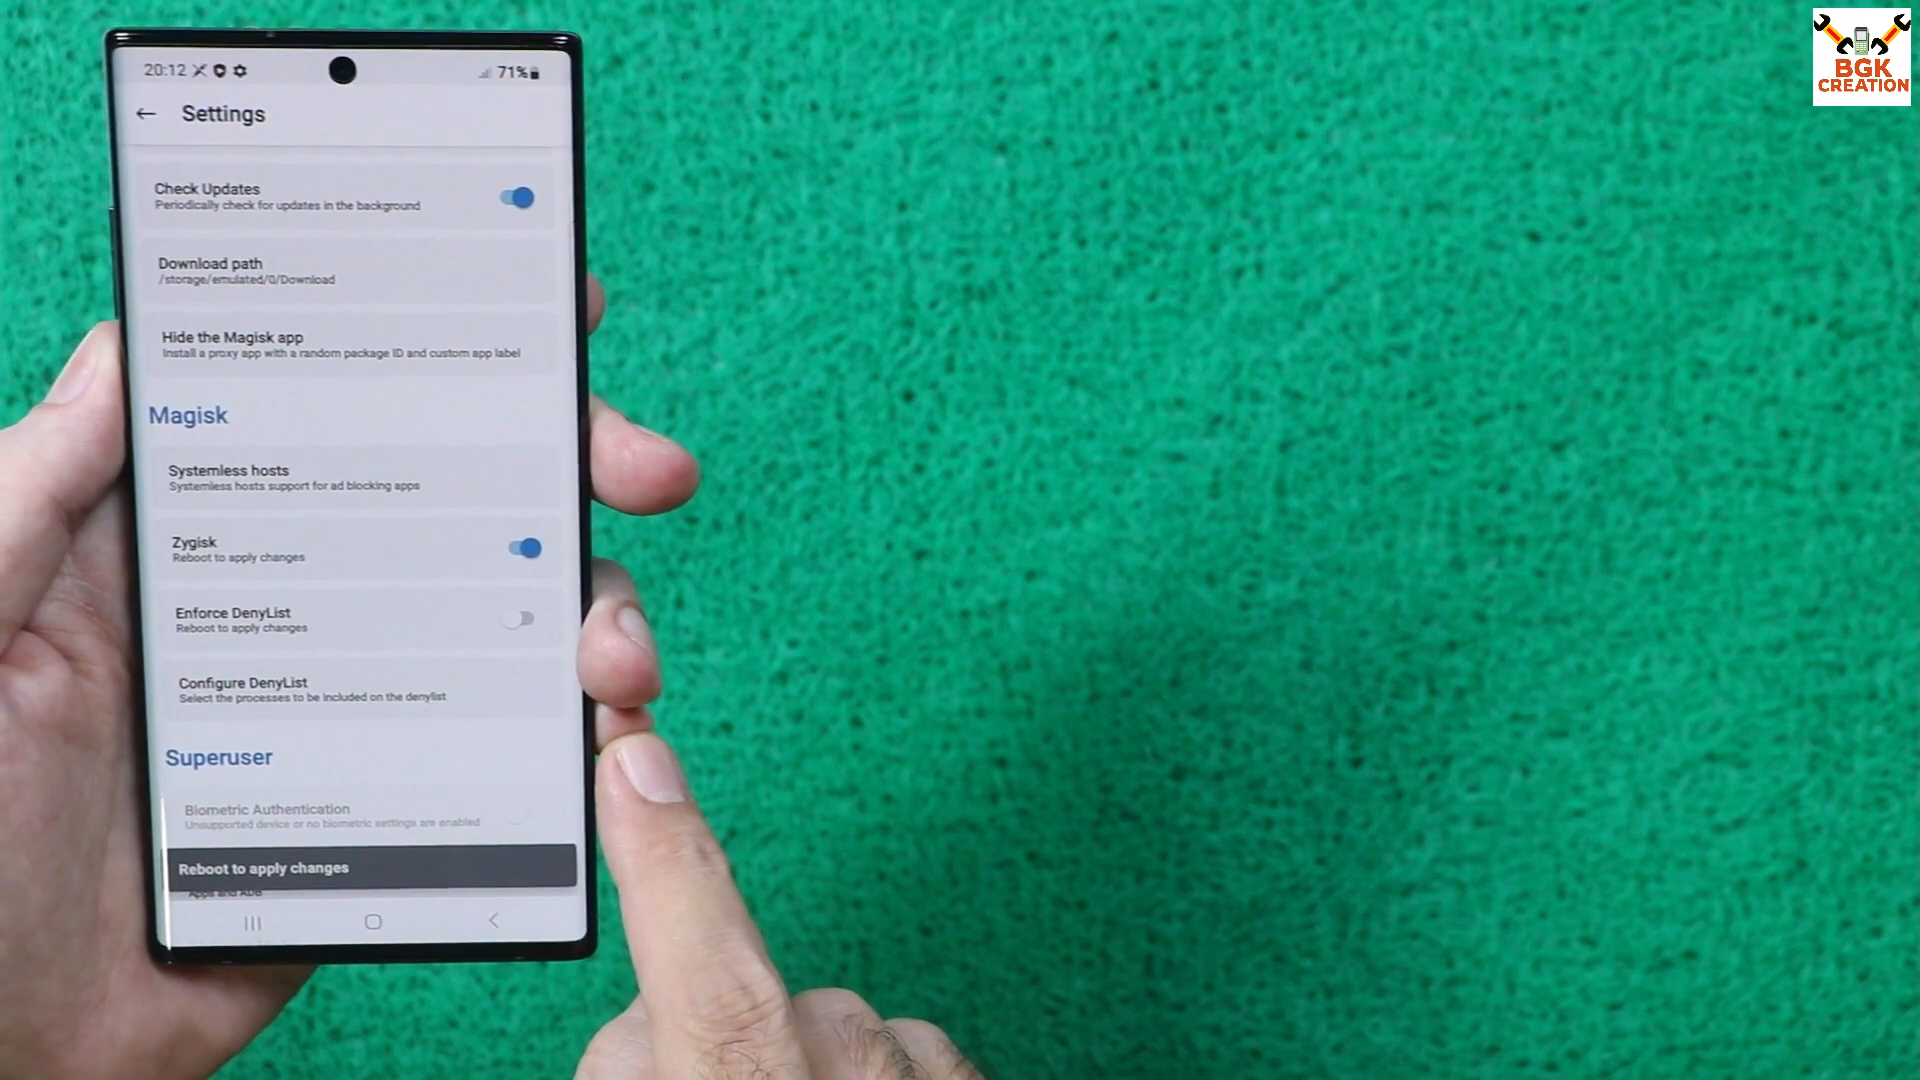 20:12
71%
Settings
Check Updates
Periodically check for updates in the background
Download path
/storage/emulated/0/Download
Hide the Magisk app
Install a proxy app with a random package ID and custom app label
Magisk
Systemless hosts
Systemless hosts support for ad blocking apps
Zygisk
Reboot to apply changes
Enforce DenyList
Reboot to apply changes
Configure DenyList
Select the processes to be included on the denylist
Superuser
Biometric Authentication
Unsupported device or no biometric settings are enabled
Reboot to apply changes
Apps and ADB
BGK
CREATION